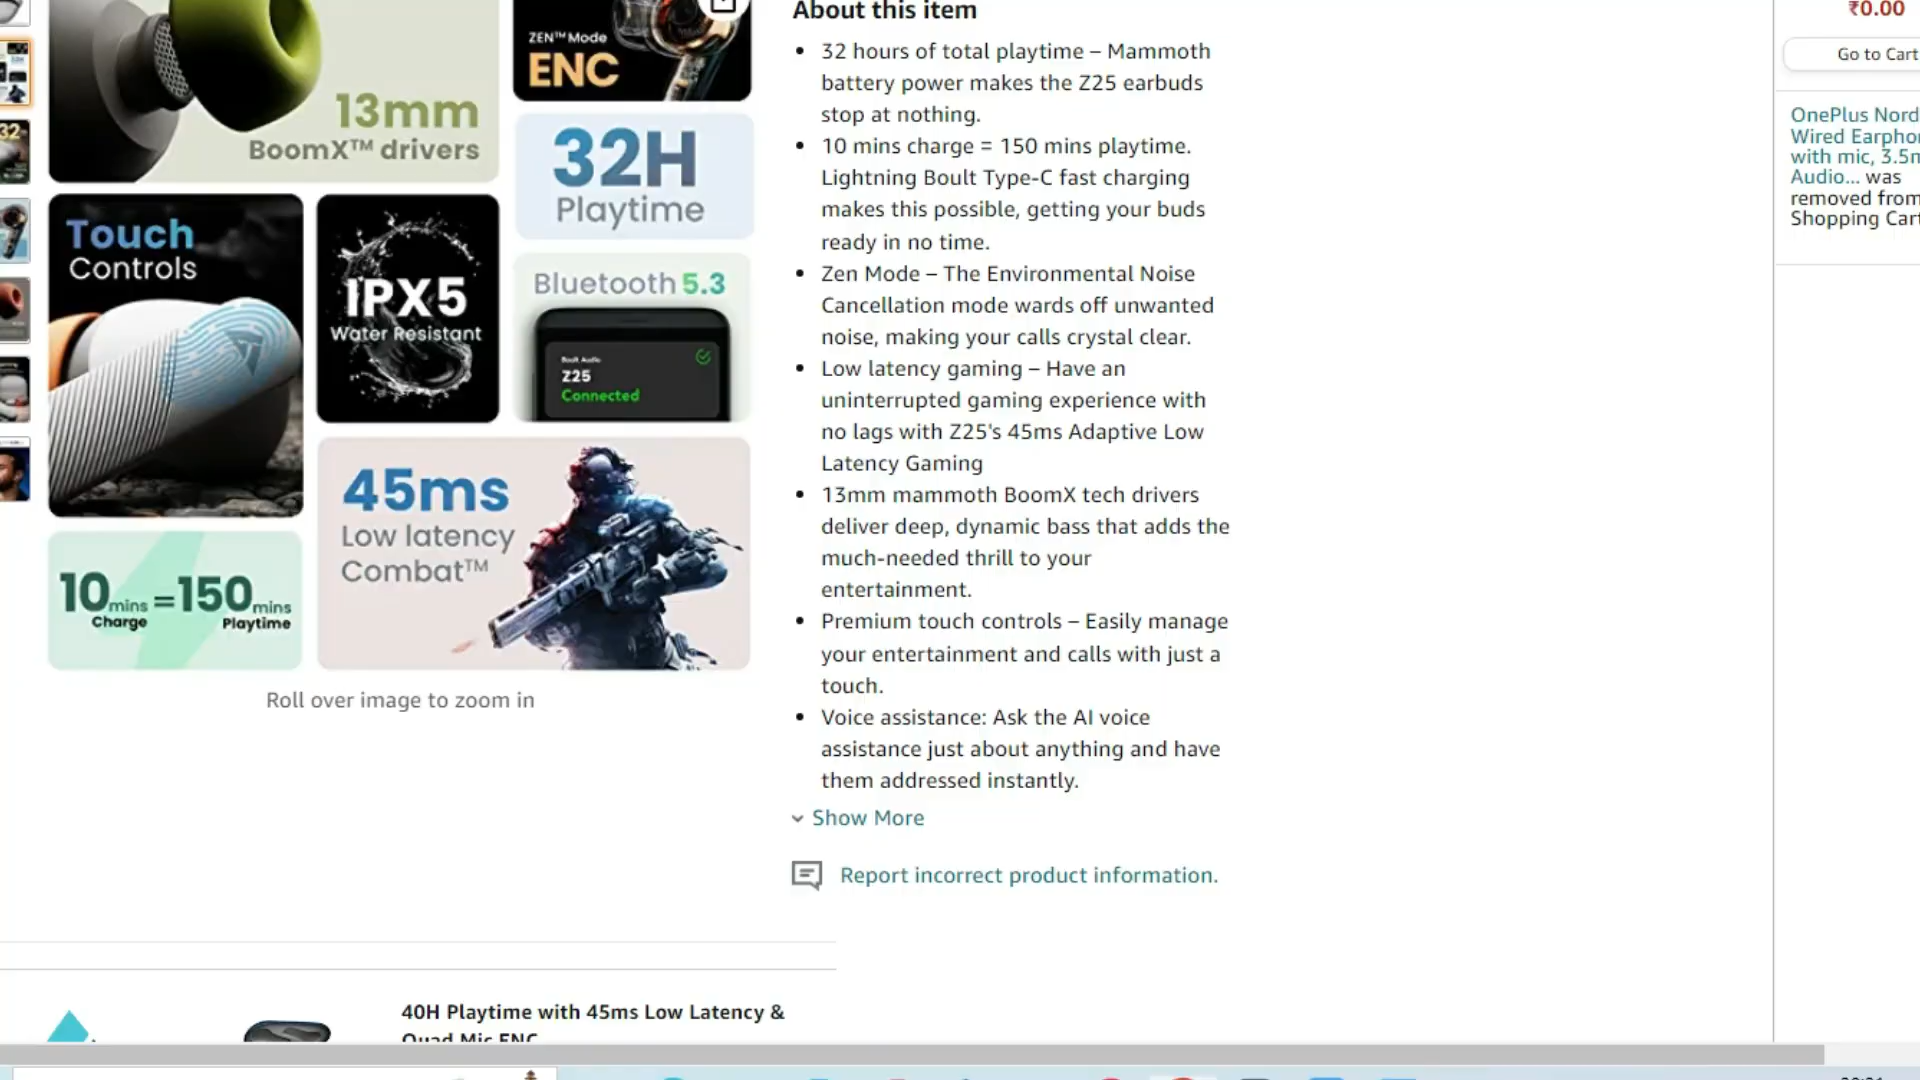 13mm
BoomX™ drivers
ZEN™ Mode
ENC
32H
Playtime
Touch
Controls
IPX5
Water Resistant
Bluetooth 5.3
Boult Audio
Z25
Connected
45ms
Low latency
Combat™
10 mins = 150 mins
Charge Playtime
Roll over image to zoom in
About this item
• 32 hours of total playtime – Mammoth
battery power makes the Z25 earbuds
stop at nothing.
• 10 mins charge = 150 mins playtime.
Lightning Boult Type-C fast charging
makes this possible, getting your buds
ready in no time.
• Zen Mode – The Environmental Noise
Cancellation mode wards off unwanted
noise, making your calls crystal clear.
• Low latency gaming – Have an
uninterrupted gaming experience with
no lags with Z25's 45ms Adaptive Low
Latency Gaming
• 13mm mammoth BoomX tech drivers
deliver deep, dynamic bass that adds the
much-needed thrill to your
entertainment.
• Premium touch controls – Easily manage
your entertainment and calls with just a
touch.
• Voice assistance: Ask the AI voice
assistance just about anything and have
them addressed instantly.
Show More
Report incorrect product information.
40H Playtime with 45ms Low Latency &
Quad Mic ENC
₹0.00
Go to Cart
OnePlus Nord
Wired
with mic,
Audio... was
removed from
Shopping